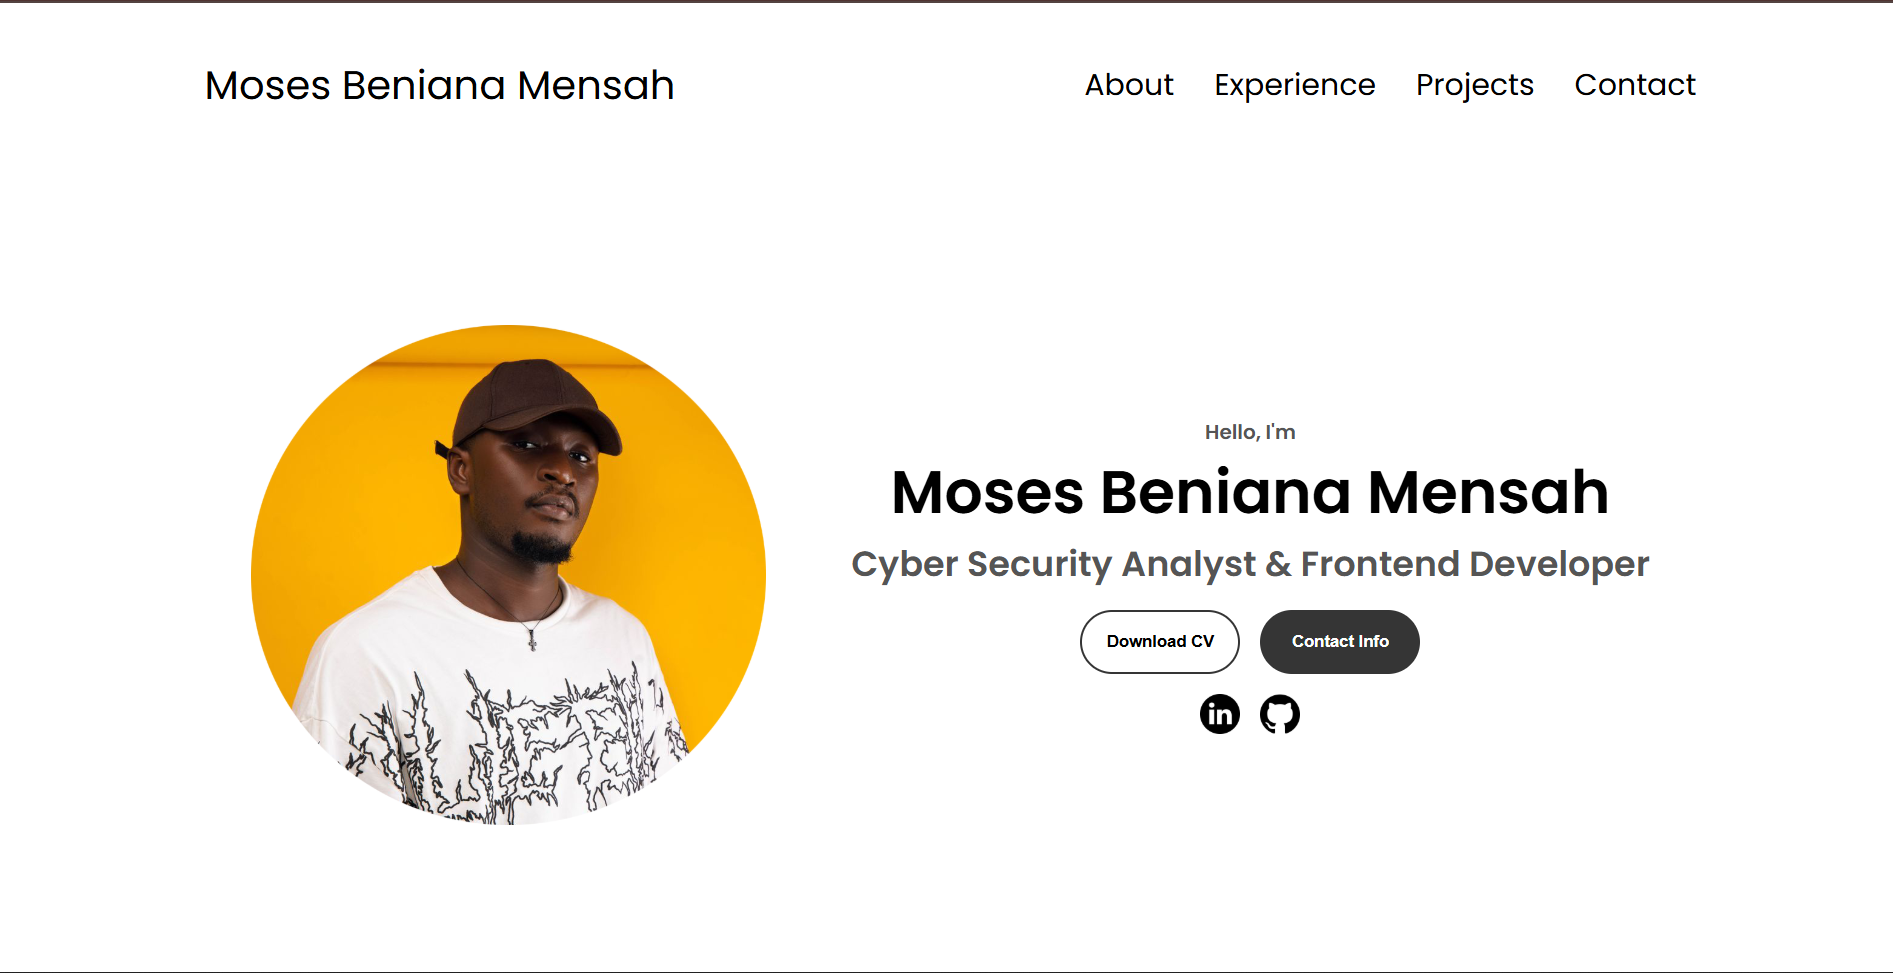 Moses Beniana Mensah
About Experience Projects Contact
Hello, I'm
Moses Beniana Mensah
Cyber Security Analyst & Frontend Developer
Download CV Contact Info
in